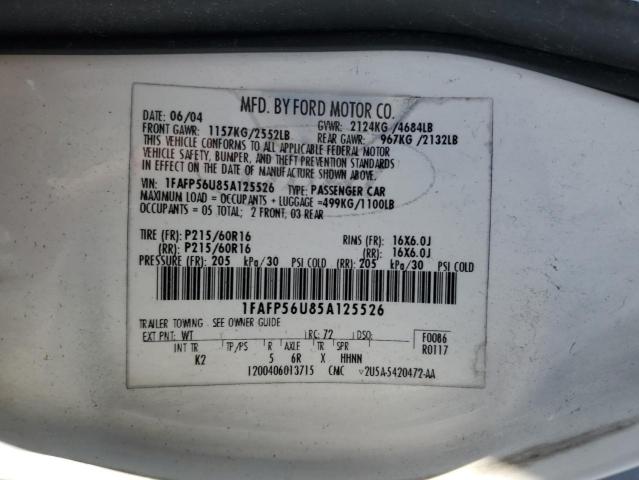 MFD. BY FORD MOTOR CO.
DATE: 06/04 GVWR: 2124KG /4684LB
FRONT GAWR: 1157KG/2552LB REAR GAWR: 967KG /2132LB
THIS VEHICLE CONFORMS TO ALL APPLICABLE FEDERAL MOTOR
VEHICLE SAFETY, BUMPER, AND THEFT PREVENTION STANDARDS
IN EFFECT ON THE DATE OF MANUFACTURE SHOWN ABOVE.
VIN: 1FAFP56U85A125526 TYPE: PASSENGER CAR
MAXIMUM LOAD = OCCUPANTS + LUGGAGE =499KG/1100LB
OCCUPANTS = 05 TOTAL; 2 FRONT, 03 REAR
TIRE (FR): P215/60R16 RINS (FR): 16X6.0J
(RR): P215/60R16 (RR): 16X6.0J
PRESSURE (FR): 205 kPa/30 PSI COLD (RR): 205 kPa/30 PSI COLD
1FAFP56U85A125526
TRAILER TOWING - SEE OWNER GUIDE
EXT PNT: WT RC: 72 DSO: F0086
INT TR TP/PS R AXLE TR SPR R0117
K2 5 6R X HHNN
1200406013715 CMC 2U5A-5420472-AA